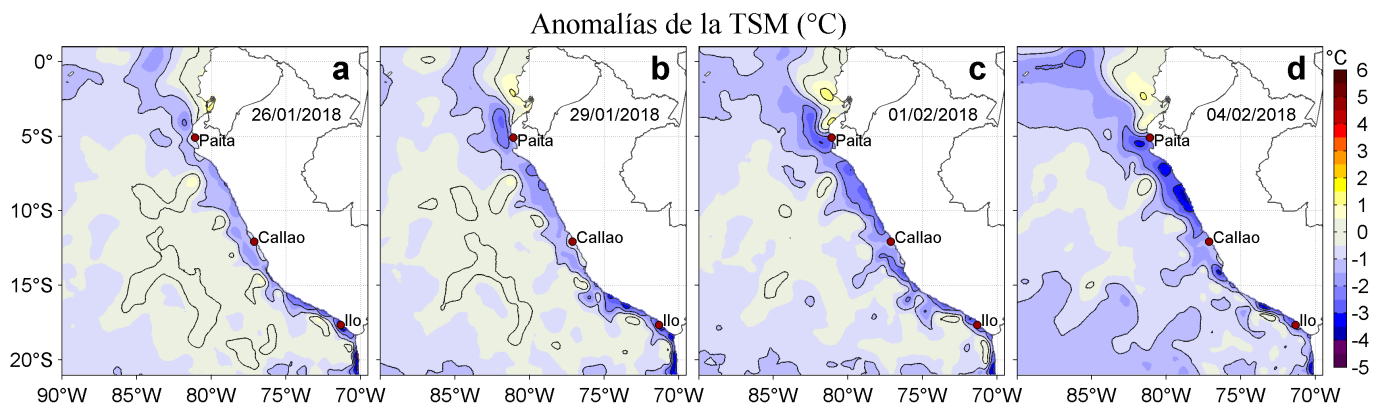 Anomalías de la TSM (°C)
a
b
c
d
°C
26/01/2018
29/01/2018
01/02/2018
04/02/2018
Paita
Paita
Paita
Paita
Callao
Callao
Callao
Callao
Ilo
Ilo
Ilo
Ilo
0°
5°S
10°S
15°S
20°S
90°W 85°W 80°W 75°W 70°W
85°W 80°W 75°W 70°W
85°W 80°W 75°W 70°W
85°W 80°W 75°W 70°W
6
5
4
3
2
1
0
-1
-2
-3
-4
-5